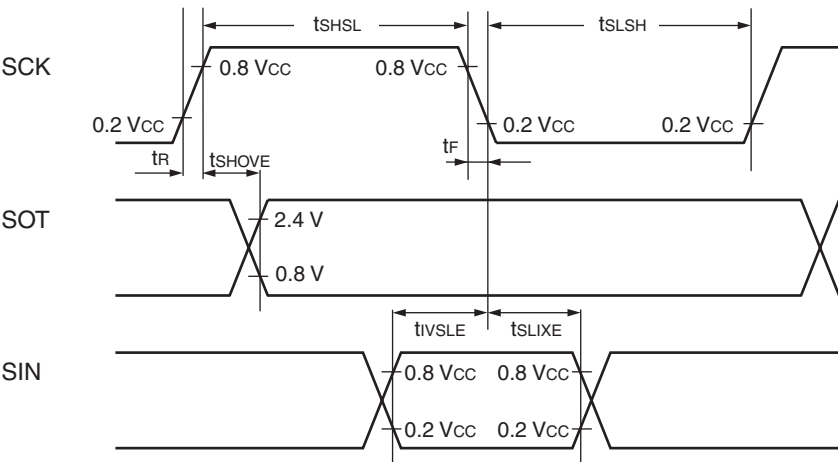 tSHSL tSLSH
SCK
0.8 VCC 0.8 VCC
0.2 VCC 0.2 VCC 0.2 VCC
tR tSHOVE tF
SOT
2.4 V
0.8 V
tIVSLE tSLIXE
SIN
0.8 VCC 0.8 VCC
0.2 VCC 0.2 VCC